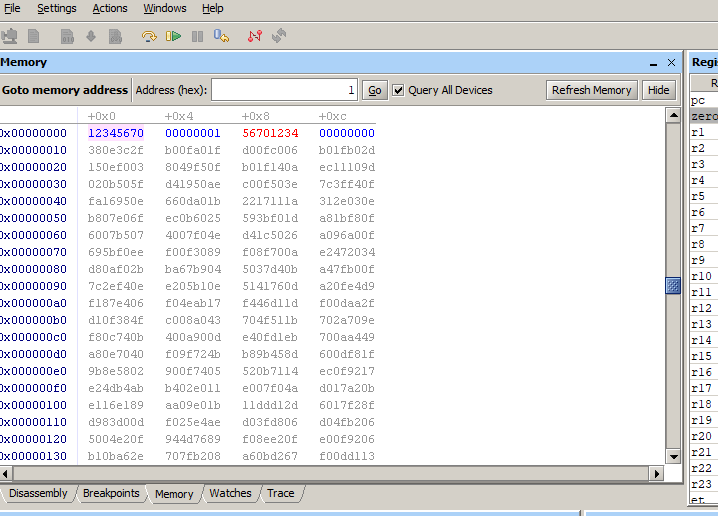 File Settings Actions Windows Help
Memory
Goto memory address Address (hex): 1 Go Query All Devices Refresh Memory Hide
+0x0 +0x4 +0x8 +0xc
0x00000000 12345670 00000001 56701234 00000000
0x00000010 380e3c2f b00fa01f d00fc006 b01fb02d
0x00000020 150ef003 8049f50f b01f140a ec11109d
0x00000030 020b505f d41950ae c00f503e 7c3ff40f
0x00000040 fa16950e 660da01b 2217111a 312e030e
0x00000050 b807e06f ec0b6025 593bf01d a81bf80f
0x00000060 6007b507 4007f04e d41c5026 a096a00f
0x00000070 695bf0ee f00f3089 f08f700a e2472034
0x00000080 d80af02b ba67b904 5037d40b a47fb00f
0x00000090 7c2ef40e e205b10e 5141760d a20fe4d9
0x000000a0 f187e406 f04eab17 f446d11d f00daa2f
0x000000b0 d10f384f c008a043 704f511b 702a709e
0x000000c0 f80c740b 400a900d e40fd1eb 700aa449
0x000000d0 a80e7040 f09f724b b89b458d 600df81f
0x000000e0 9b8e5802 900f7405 520b7114 ec0f9217
0x000000f0 e24db4ab b402e011 e007f04a d017a20b
0x00000100 e116e189 aa09e01b 11ddd12d 6017f28f
0x00000110 d983d00d f025e4ae d03fd806 d04fb206
0x00000120 5004e20f 944d7689 f08ee20f e00f9206
0x00000130 b10ba62e 707fb208 a60bd267 f00dd113
Disassembly Breakpoints Memory Watches Trace
Regi
R
pc
zero
r1
r2
r3
r4
r5
r6
r7
r8
r9
r10
r11
r12
r13
r14
r15
r16
r17
r18
r19
r20
r21
r22
r23
et